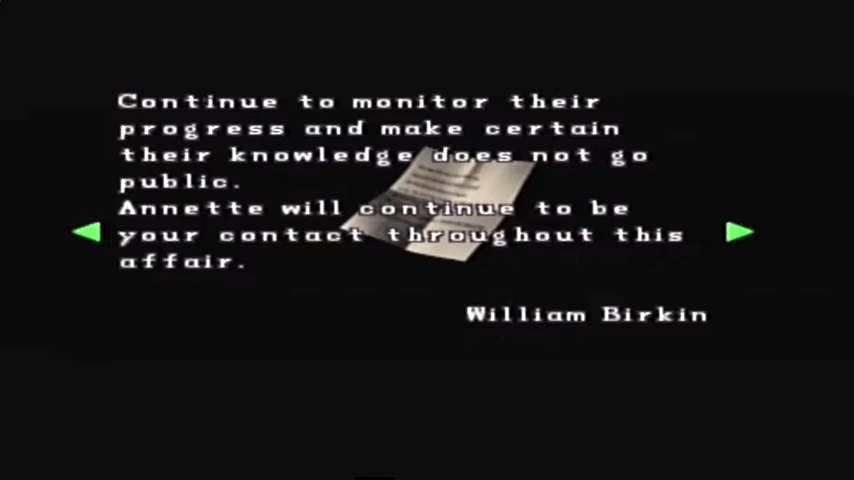 Continue to monitor their
progress and make certain
their knowledge does not go
public.
Annette will continue to be
your contact throughout this
affair.
William Birkin